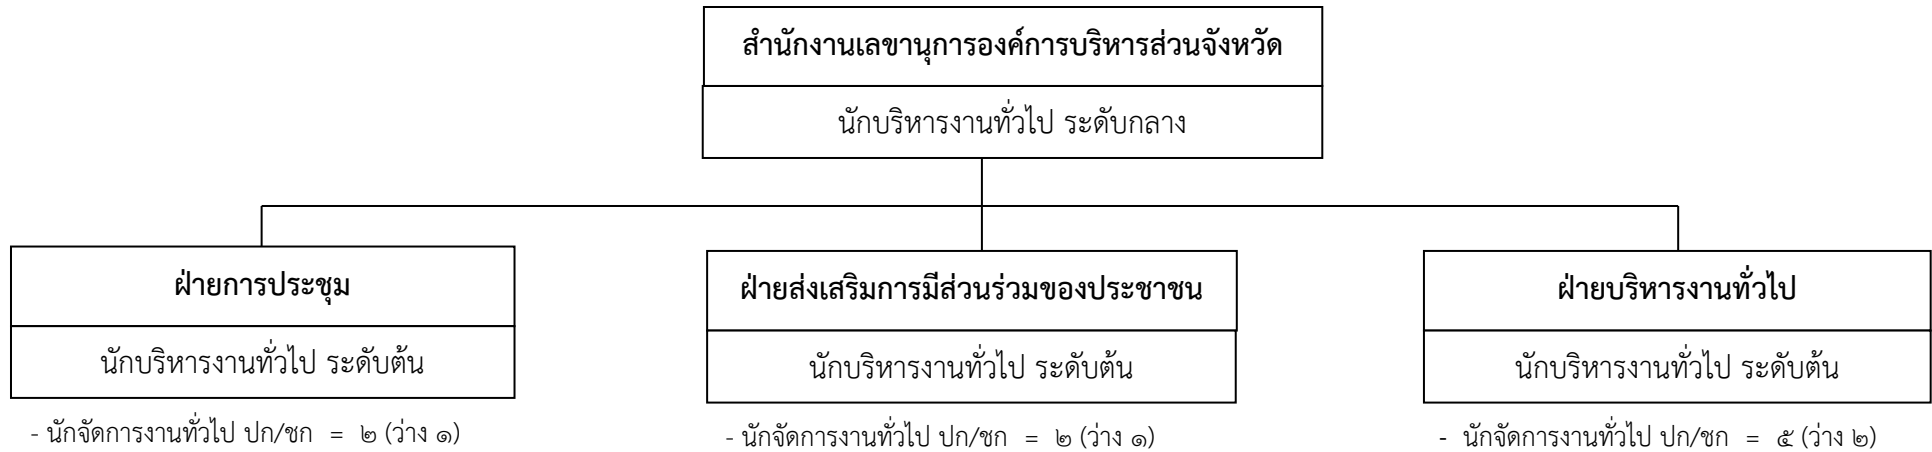 สำนักงานเลขานุการองค์การบริหารส่วนจังหวัด
นักบริหารงานทั่วไป ระดับกลาง
ฝ่ายการประชุม
นักบริหารงานทั่วไป ระดับต้น
- นักจัดการงานทั่วไป ปก/ชก = ๒ (ว่าง ๑)
ฝ่ายส่งเสริมการมีส่วนร่วมของประชาชน
นักบริหารงานทั่วไป ระดับต้น
- นักจัดการงานทั่วไป ปก/ชก = ๒ (ว่าง ๑)
ฝ่ายบริหารงานทั่วไป
นักบริหารงานทั่วไป ระดับต้น
- นักจัดการงานทั่วไป ปก/ชก = ๕ (ว่าง ๒)